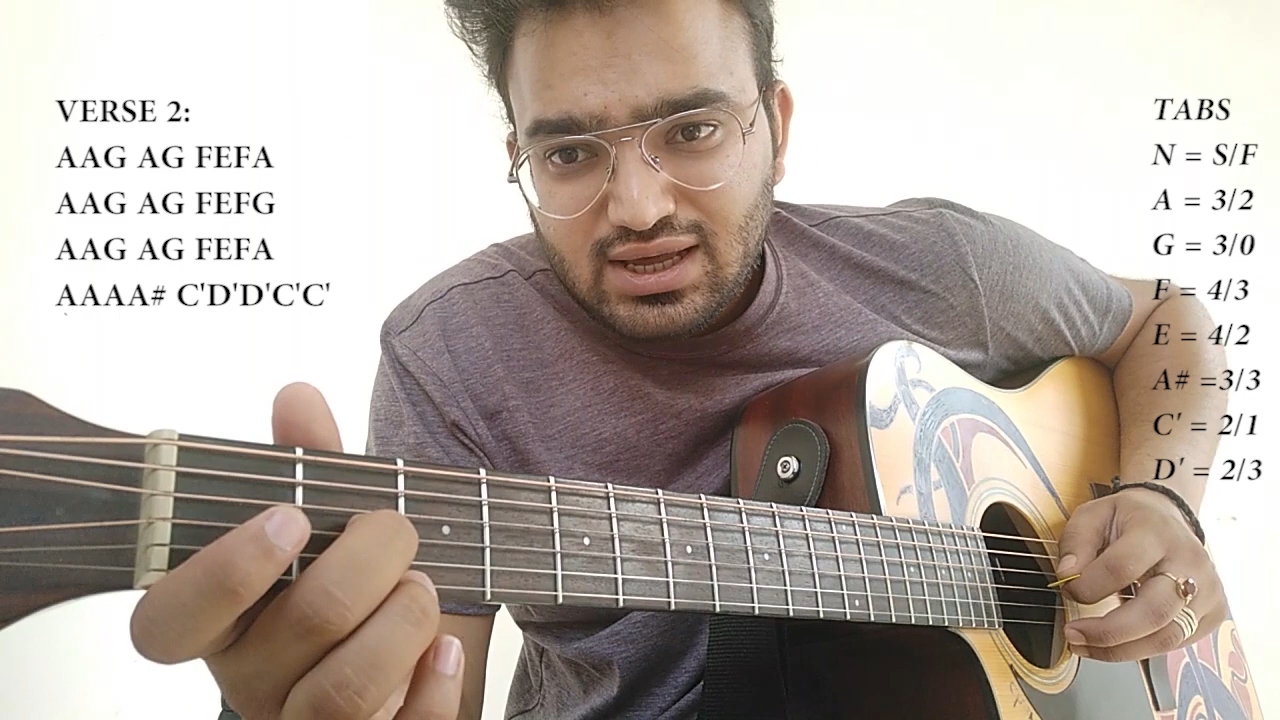 VERSE 2:
AAG AG FEFA
AAG AG FEFG
AAG AG FEFA
AAAA# C'D'D'C'C'
TABS
N = S/F
A = 3/2
G = 3/0
F = 4/3
E = 4/2
A# =3/3
C' = 2/1
D' = 2/3